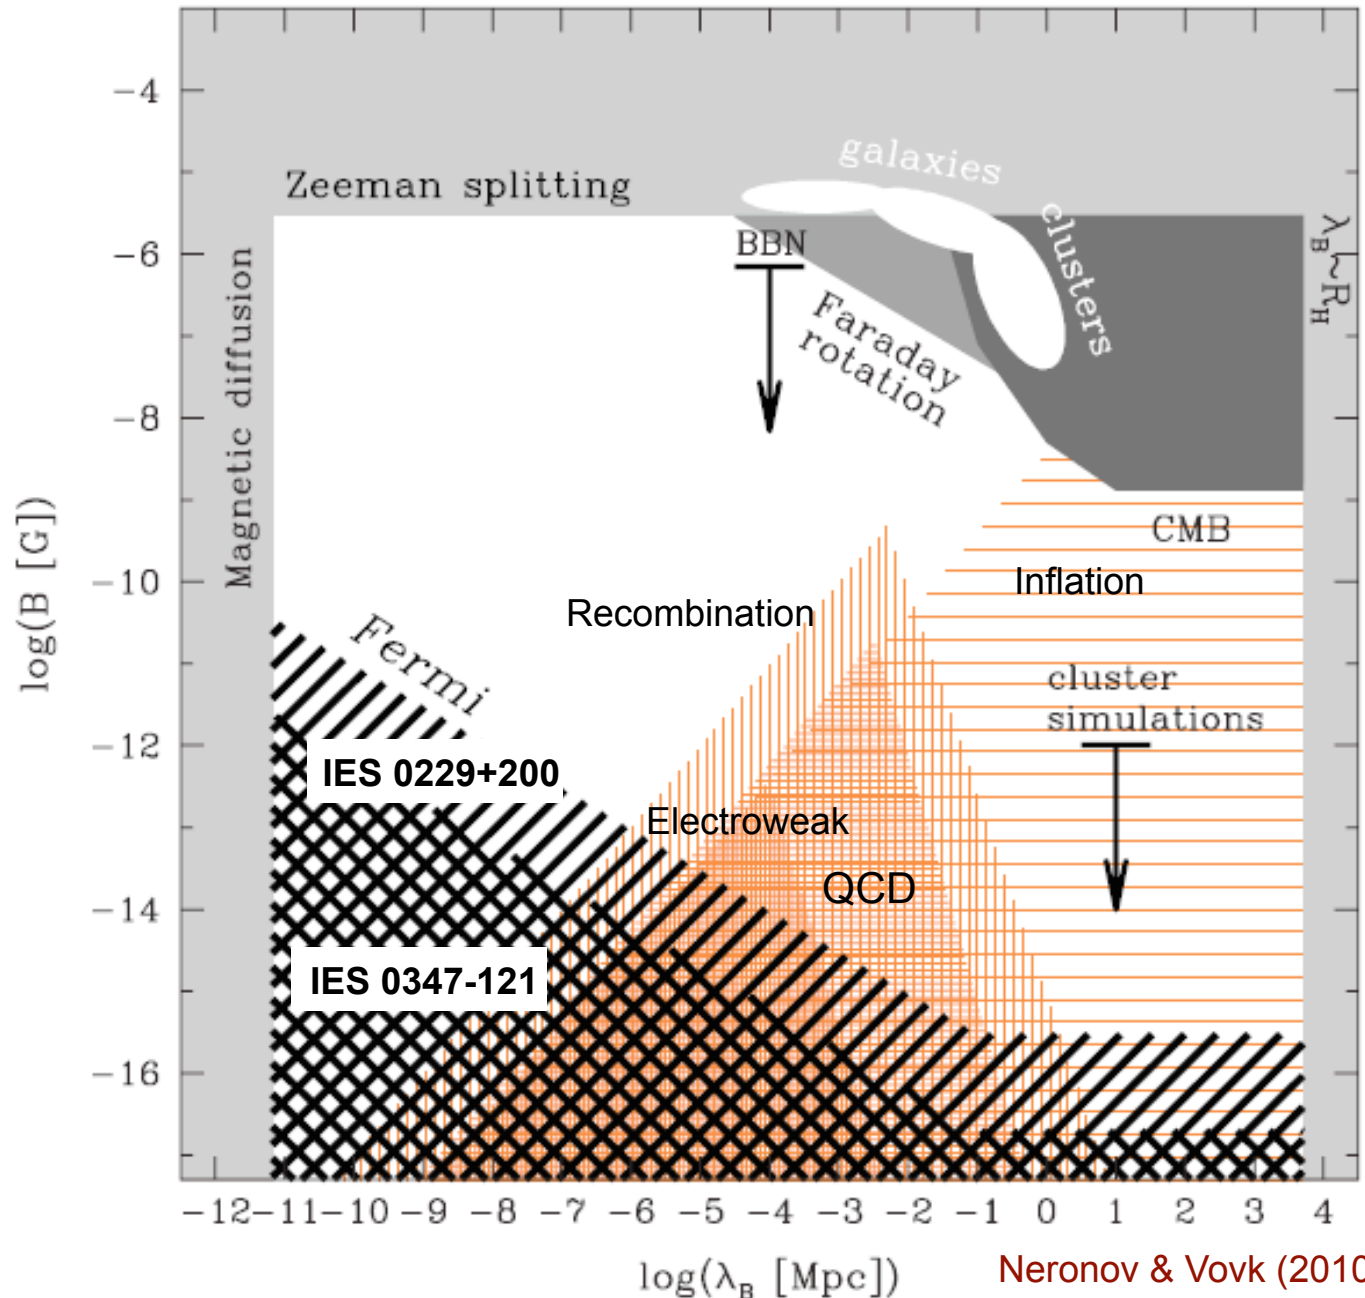 galaxies
Zeeman splitting
clusters
λB~RH
BBN
Faraday
rotation
Magnetic diffusion
CMB
Inflation
Recombination
Fermi
cluster
simulations
IES 0229+200
Electroweak
QCD
IES 0347-121
-4
-6
-8
-10
-12
-14
-16
log(B [G])
-12 -11 -10 -9 -8 -7 -6 -5 -4 -3 -2 -1 0 1 2 3 4
log(λB [Mpc])
Neronov & Vovk (2010